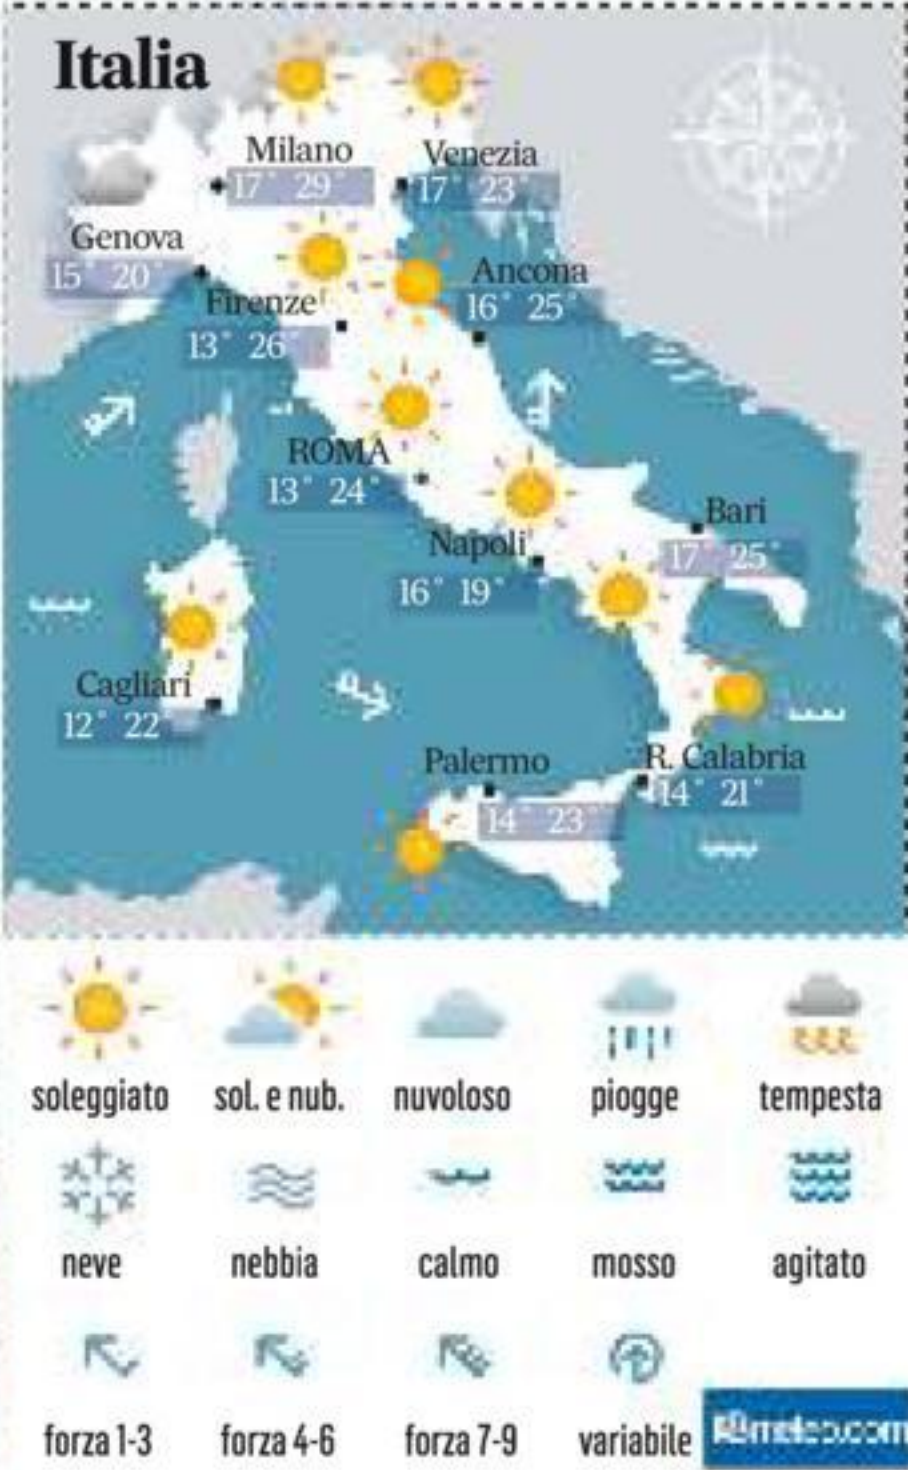 Italia
Milano
17° 29°
Venezia
17° 23°
Genova
15° 20°
Ancona
16° 25°
Firenze
13° 26°
ROMA
13° 24°
Bari
17° 25°
Napoli
16° 19°
Cagliari
12° 22°
Palermo
14° 23°
R. Calabria
14° 21°
soleggiato
sol. e nub.
nuvoloso
piogge
tempesta
neve
nebbia
calmo
mosso
agitato
forza 1-3
forza 4-6
forza 7-9
variabile